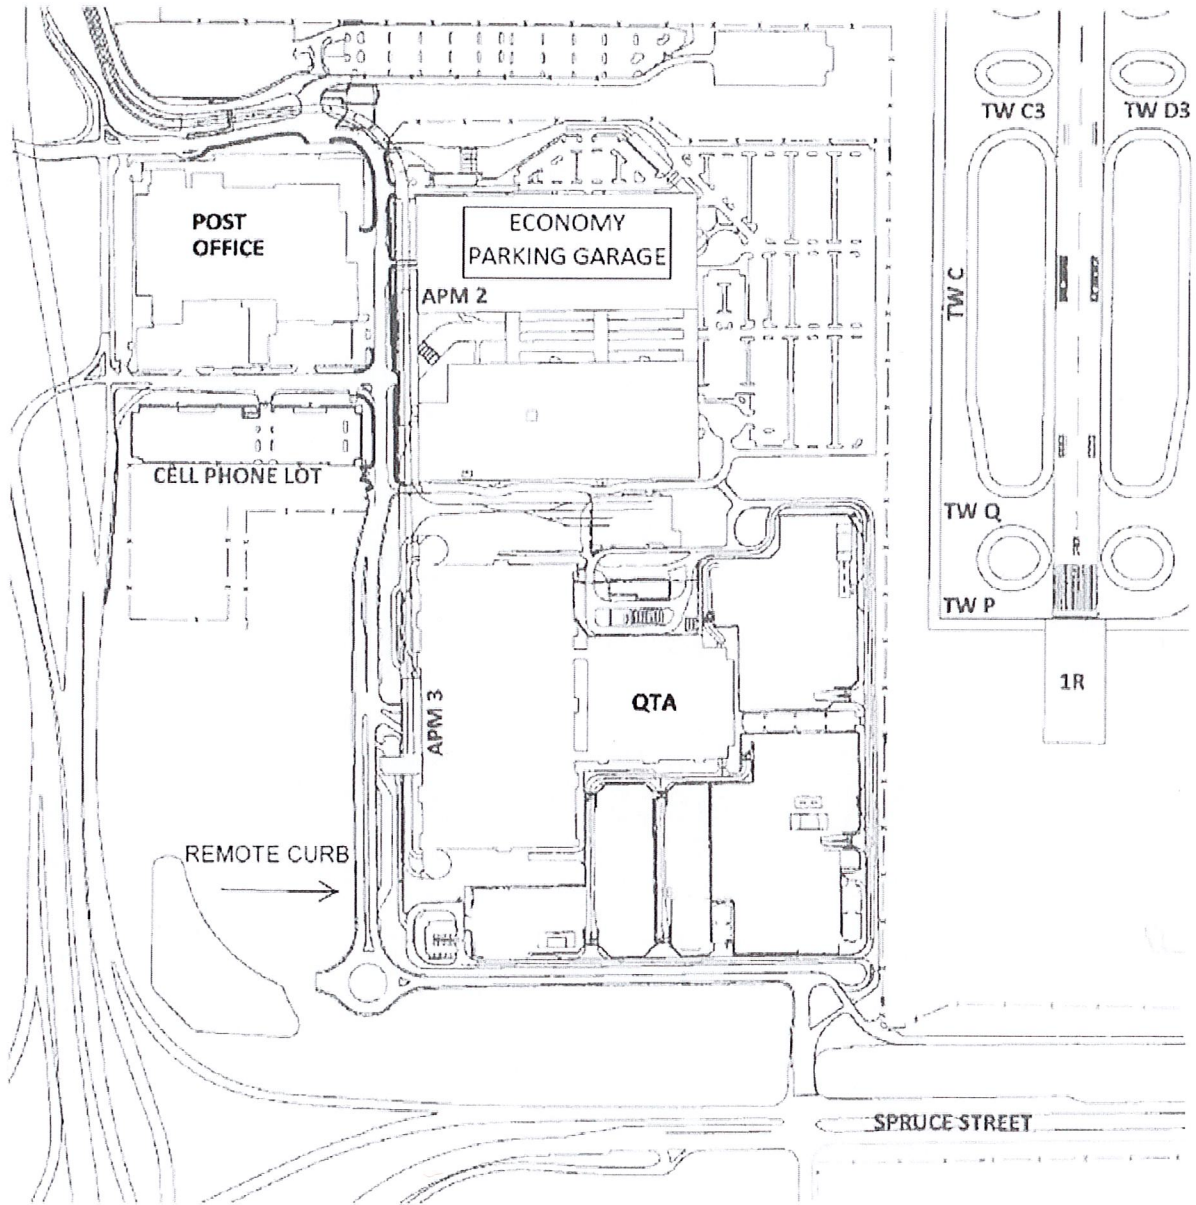 TW C3
TW D3
POST
OFFICE
ECONOMY
PARKING GARAGE
APM 2
TW C
CELL PHONE LOT
TW Q
R
TW P
1R
QTA
APM 3
REMOTE CURB
SPRUCE STREET